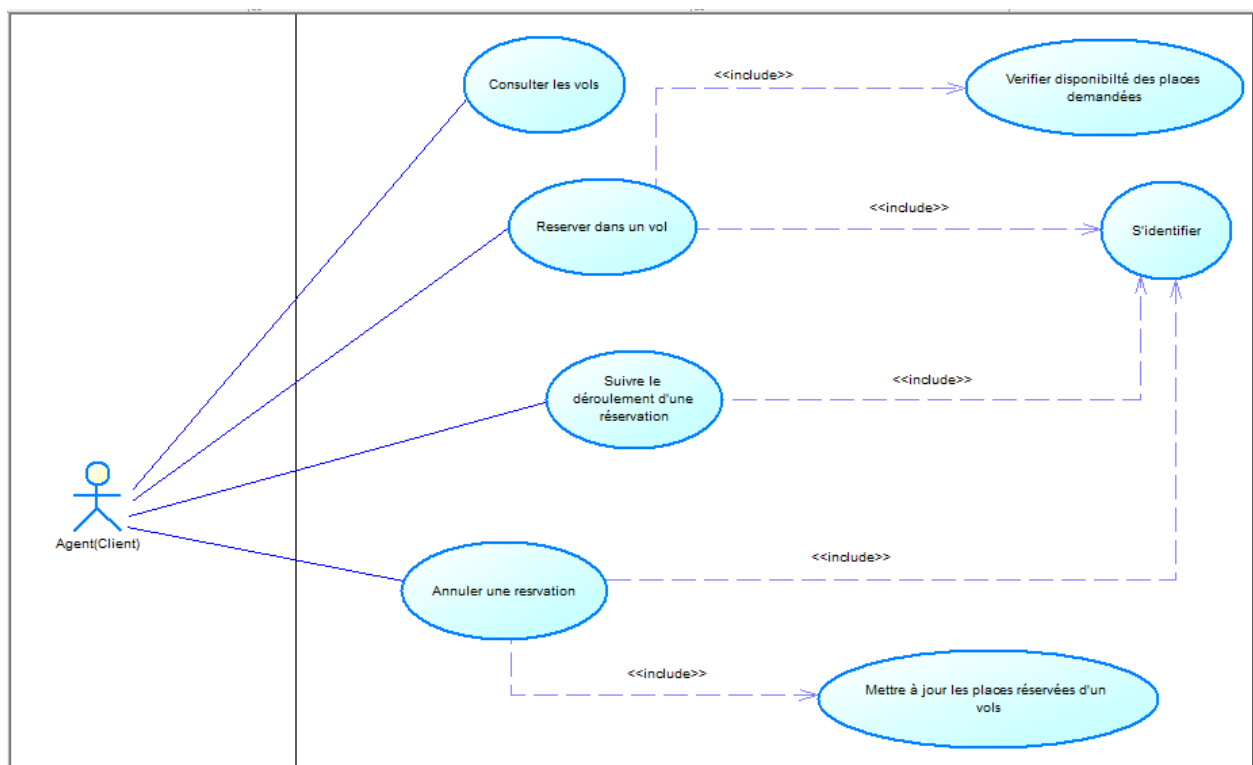 Consulter les vols
<<include>>
Verifier disponibilté des places
demandées
Reserver dans un vol
<<include>>
S'identifier
Suivre le
déroulement d'une
réservation
<<include>>
Agent(Client)
Annuler une resrvation
<<include>>
<<include>>
Mettre à jour les places réservées d'un
vols